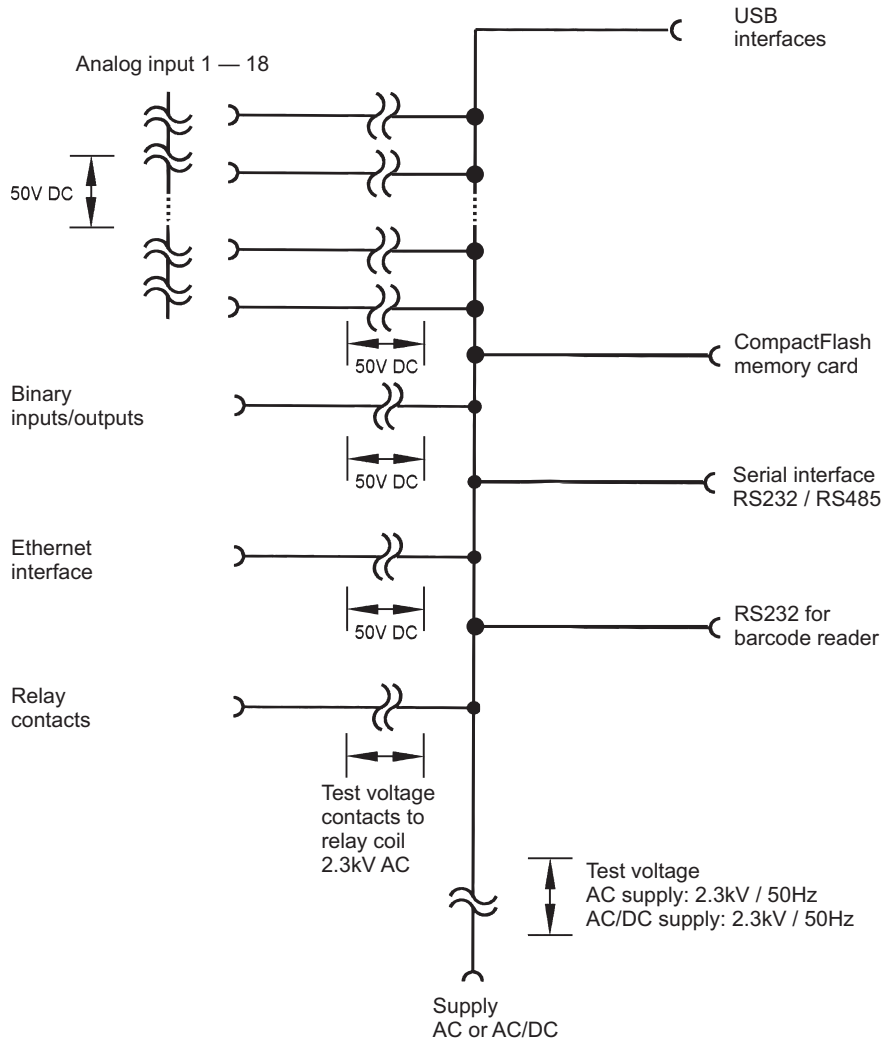 USB
interfaces
Analog input 1 — 18
50V DC
50V DC
CompactFlash
memory card
Binary
inputs/outputs
50V DC
Serial interface
RS232 / RS485
Ethernet
interface
50V DC
RS232 for
barcode reader
Relay
contacts
Test voltage
contacts to
relay coil
2.3kV AC
Test voltage
AC supply: 2.3kV / 50Hz
AC/DC supply: 2.3kV / 50Hz
Supply
AC or AC/DC